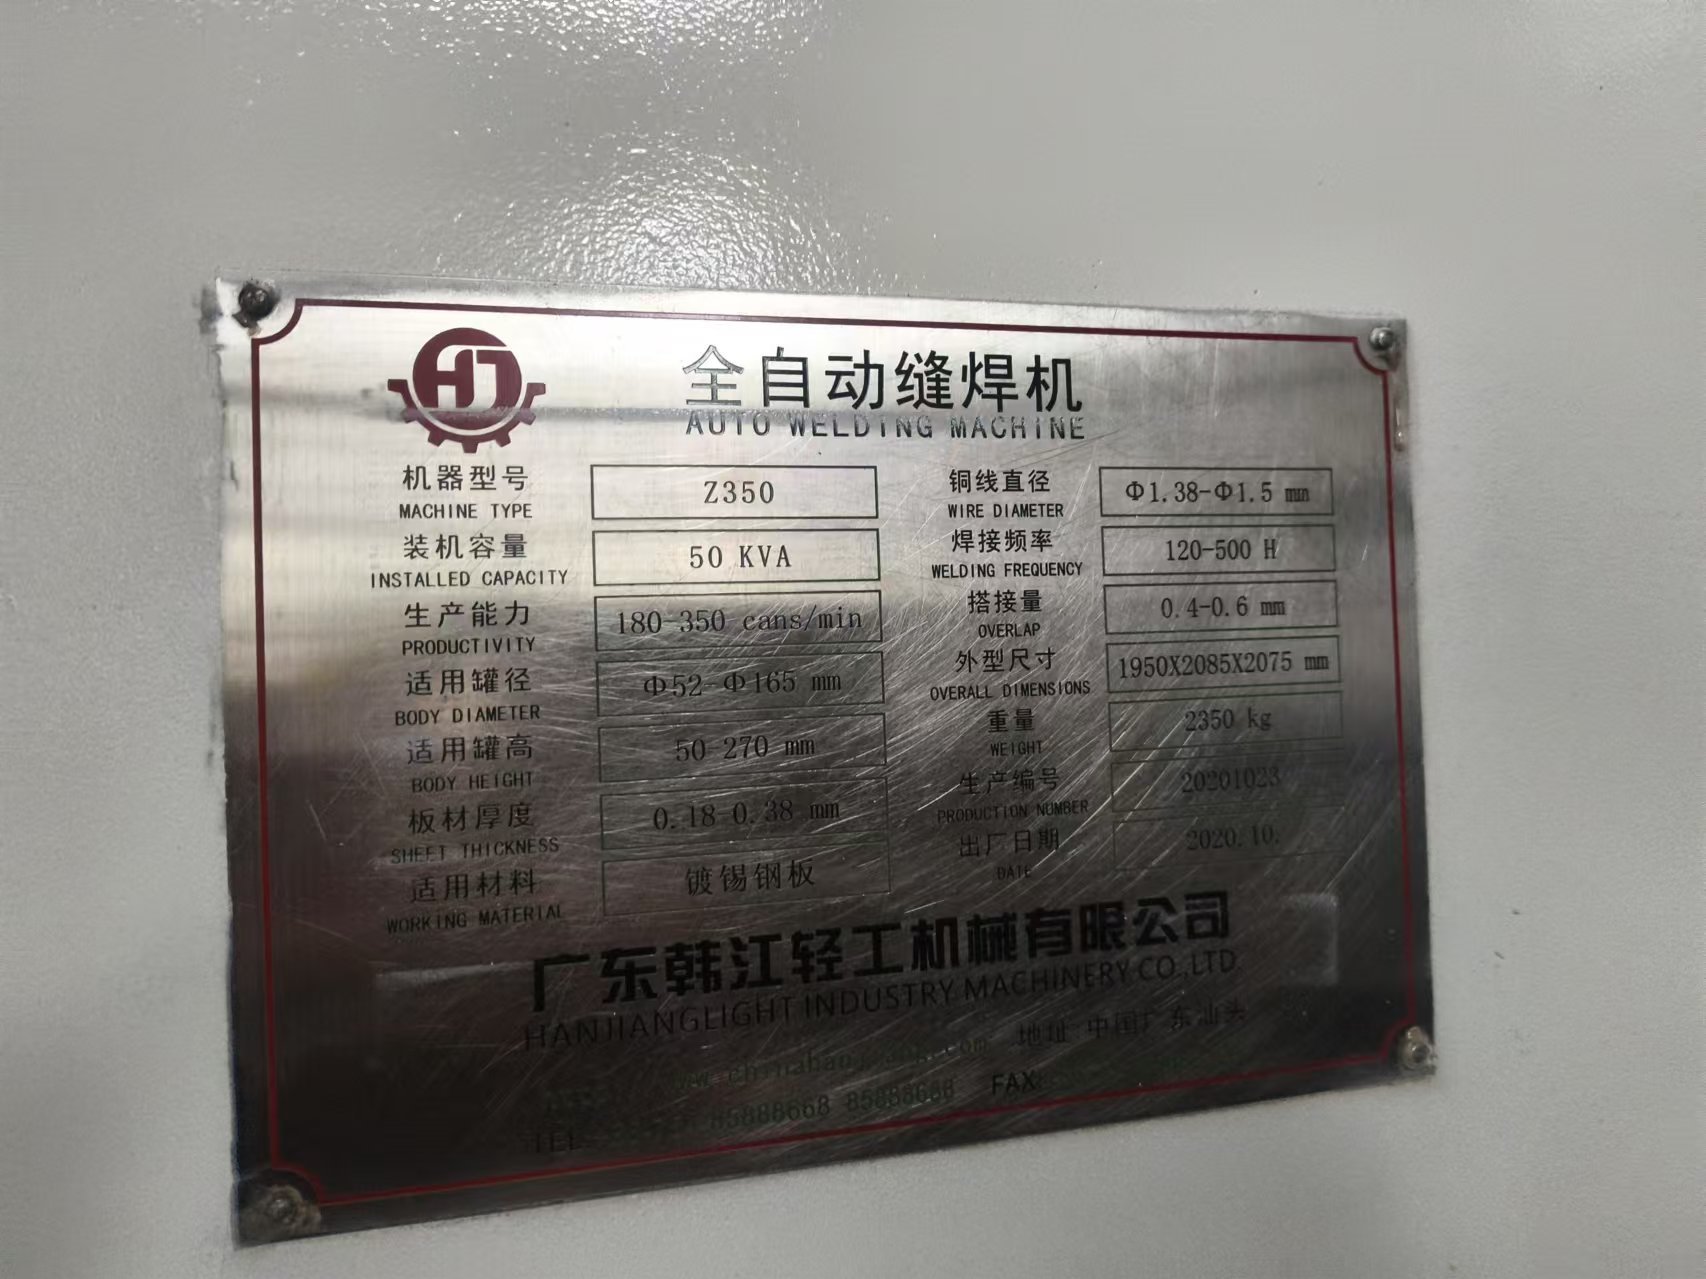 HJ
全自动缝焊机
AUTO WELDING MACHINE
机器型号 Z350
MACHINE TYPE
装机容量 50 KVA
INSTALLED CAPACITY
生产能力 180-350 cans/min
PRODUCTIVITY
适用罐径 Φ52-Φ165 mm
BODY DIAMETER
适用罐高 50-270 mm
BODY HEIGHT
板材厚度 0.18-0.38 mm
SHEET THICKNESS
适用材料 镀锡钢板
WORKING MATERIAL
铜线直径 Φ1.38-Φ1.5 mm
WIRE DIAMETER
焊接频率 120-500 H
WELDING FREQUENCY
搭接量 0.4-0.6 mm
OVERLAP
外型尺寸 1950X2085X2075 mm
OVERALL DIMENSIONS
重量 2350 kg
WEIGHT
生产编号 20201023
PRODUCTION NUMBER
出厂日期 2020.10.
DATE
广东韩江轻工机械有限公司
HANJIANGLIGHT INDUSTRY MACHINERY CO.,LTD.
地址:中国广东汕头
TEL 85888668 85888688 FAX